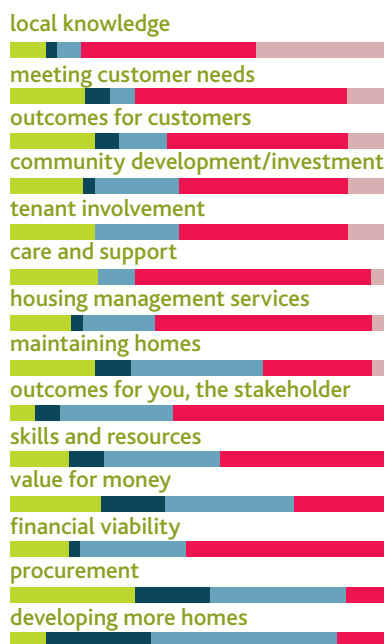 local knowledge
meeting customer needs
outcomes for customers
community development/investment
tenant involvement
care and support
housing management services
maintaining homes
outcomes for you, the stakeholder
skills and resources
value for money
financial viability
procurement
developing more homes